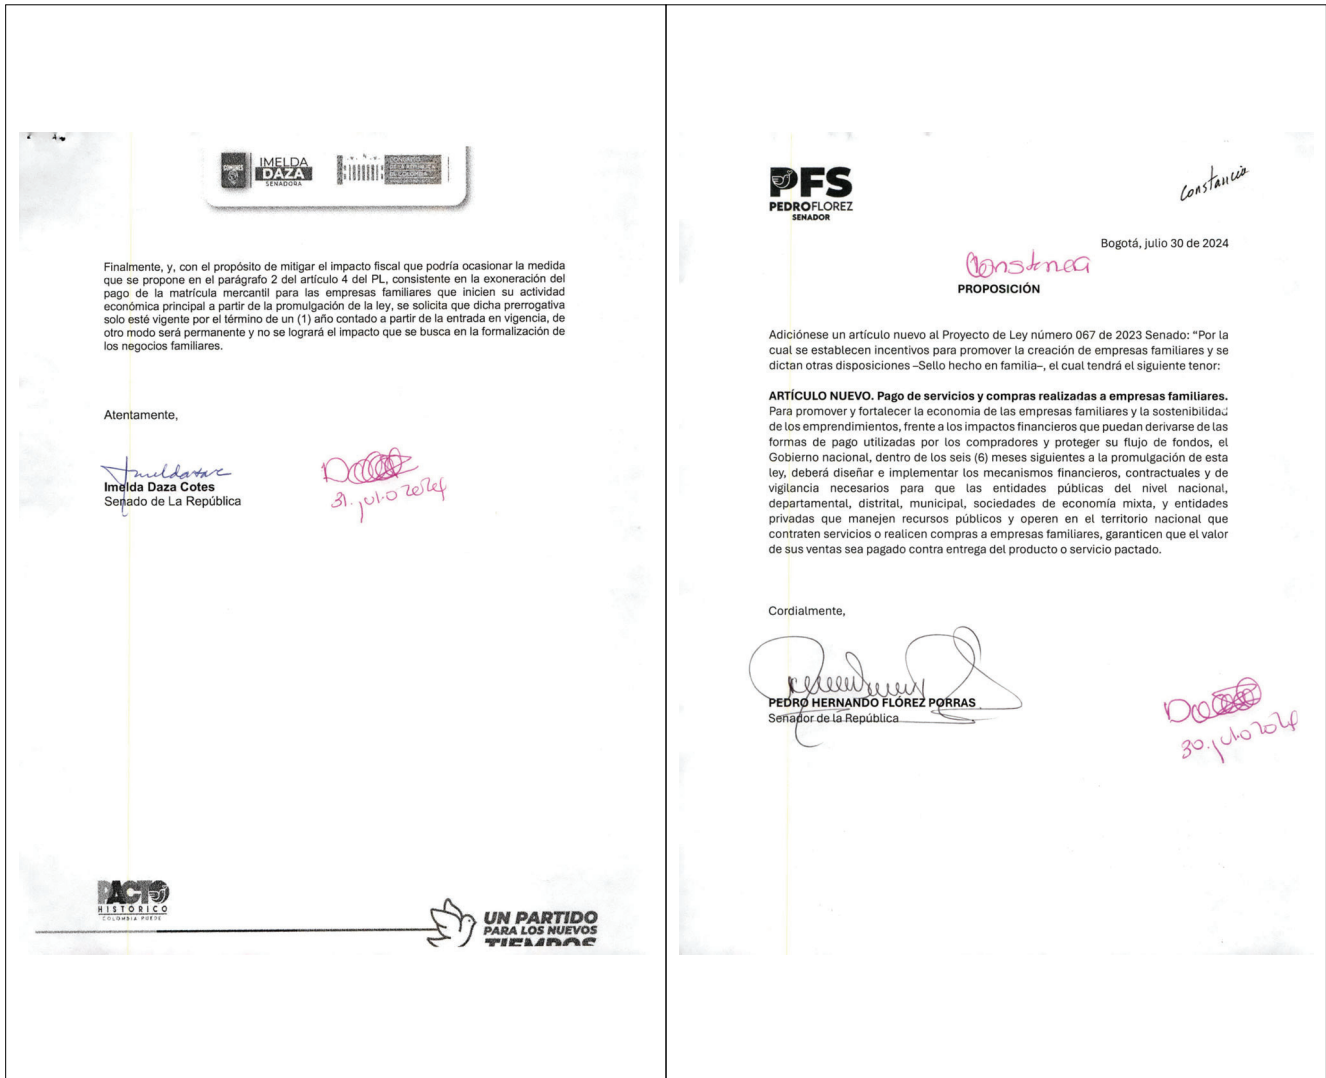 COMUNES
IMELDA
DAZA
SENADORA
CONGRESO
DE LA REPÚBLICA
DE COLOMBIA
Finalmente, y, con el propósito de mitigar el impacto fiscal que podría ocasionar la medida
que se propone en el parágrafo 2 del artículo 4 del PL, consistente en la exoneración del
pago de la matrícula mercantil para las empresas familiares que inicien su actividad
económica principal a partir de la promulgación de la ley, se solicita que dicha prerrogativa
solo esté vigente por el término de un (1) año contado a partir de la entrada en vigencia, de
otro modo será permanente y no se logrará el impacto que se busca en la formalización de
los negocios familiares.
Atentamente,
Imelda Daza Cotes
Senado de La República
31. julio 2024
PACTO
HISTÓRICO
COLOMBIA PUEDE
UN PARTIDO
PARA LOS NUEVOS
TIEMPOS
PFS
PEDROFLOREZ
SENADOR
Constancia
Bogotá, julio 30 de 2024
PROPOSICIÓN
Adiciónese un artículo nuevo al Proyecto de Ley número 067 de 2023 Senado: “Por la
cual se establecen incentivos para promover la creación de empresas familiares y se
dictan otras disposiciones –Sello hecho en familia–, el cual tendrá el siguiente tenor:
ARTÍCULO NUEVO. Pago de servicios y compras realizadas a empresas familiares.
Para promover y fortalecer la economia de las empresas familiares y la sostenibilidad
de los emprendimientos, frente a los impactos financieros que puedan derivarse de las
formas de pago utilizadas por los compradores y proteger su flujo de fondos, el
Gobierno nacional, dentro de los seis (6) meses siguientes a la promulgación de esta
ley, deberá diseñar e implementar los mecanismos financieros, contractuales y de
vigilancia necesarios para que las entidades públicas del nivel nacional,
departamental, distrital, municipal, sociedades de economía mixta, y entidades
privadas que manejen recursos públicos y operen en el territorio nacional que
contraten servicios o realicen compras a empresas familiares, garanticen que el valor
de sus ventas sea pagado contra entrega del producto o servicio pactado.
Cordialmente,
PEDRO HERNANDO FLÓREZ PORRAS
Senador de la República
30. julio 2024